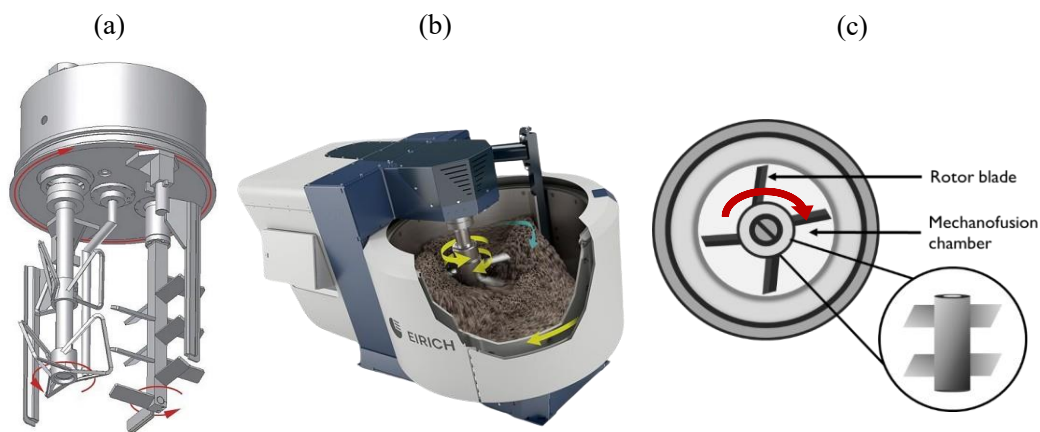 (a)
(b)
(c)
EIRICH
Rotor blade
Mechanofusion
chamber